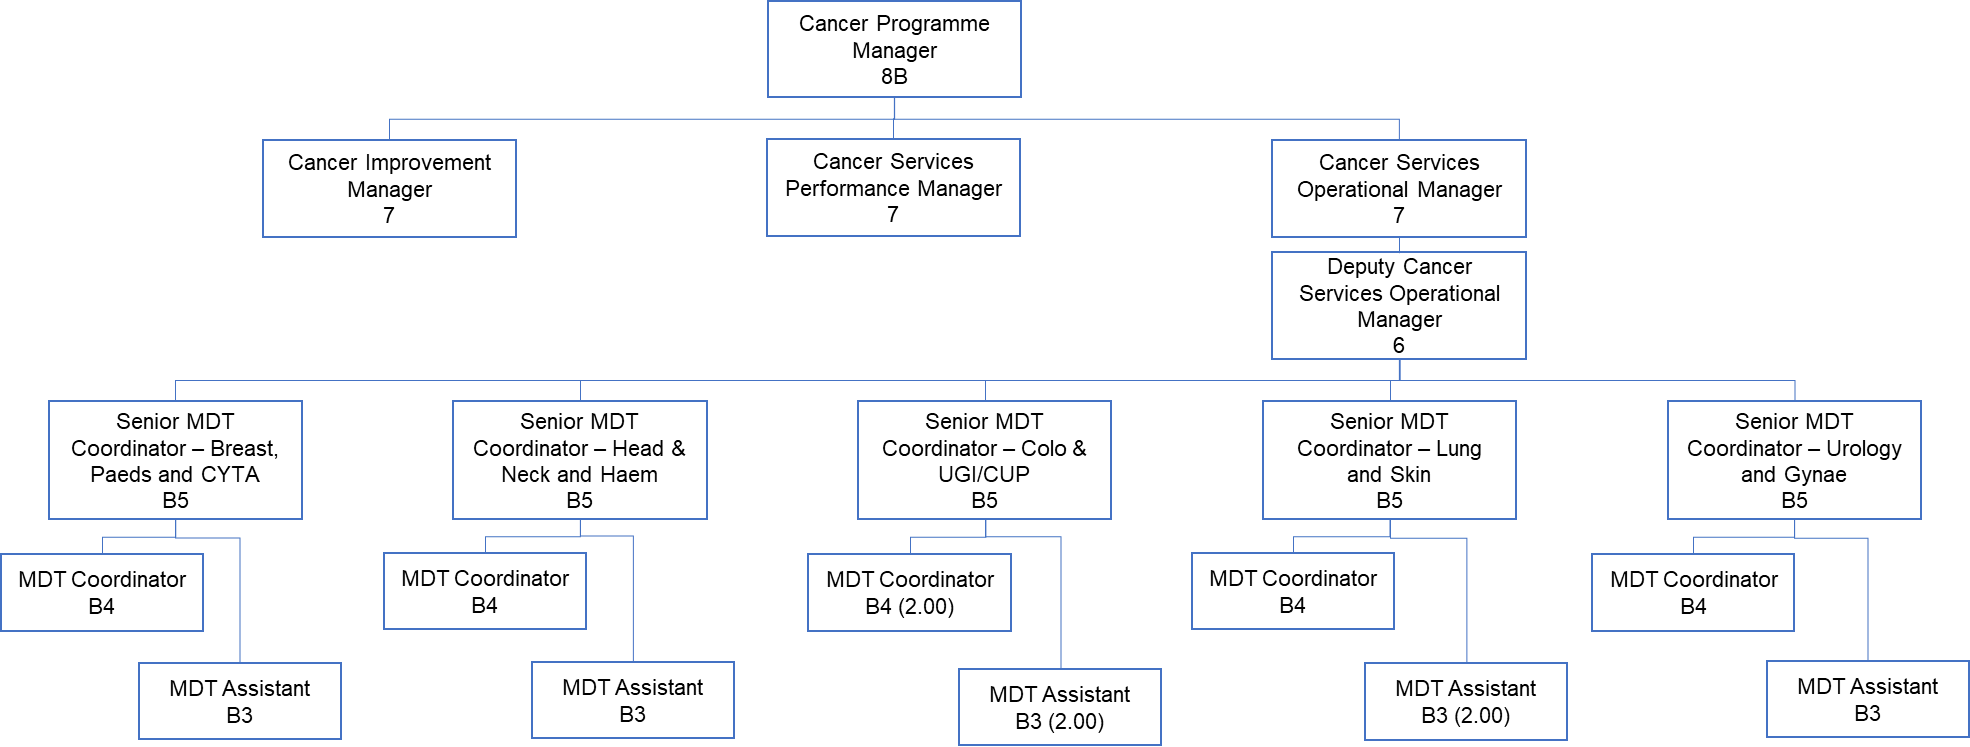 Cancer Programme
Manager
8B
Cancer Improvement
Manager
7
Cancer Services
Performance Manager
7
Cancer Services
Operational Manager
7
Deputy Cancer
Services Operational
Manager
6
Senior MDT
Coordinator – Breast,
Paeds and CYTA
B5
Senior MDT
Coordinator – Head &
Neck and Haem
B5
Senior MDT
Coordinator – Colo &
UGI/CUP
B5
Senior MDT
Coordinator – Lung
and Skin
B5
Senior MDT
Coordinator – Urology
and Gynae
B5
MDT Coordinator
B4
MDT Coordinator
B4
MDT Coordinator
B4 (2.00)
MDT Coordinator
B4
MDT Coordinator
B4
MDT Assistant
B3
MDT Assistant
B3
MDT Assistant
B3 (2.00)
MDT Assistant
B3 (2.00)
MDT Assistant
B3